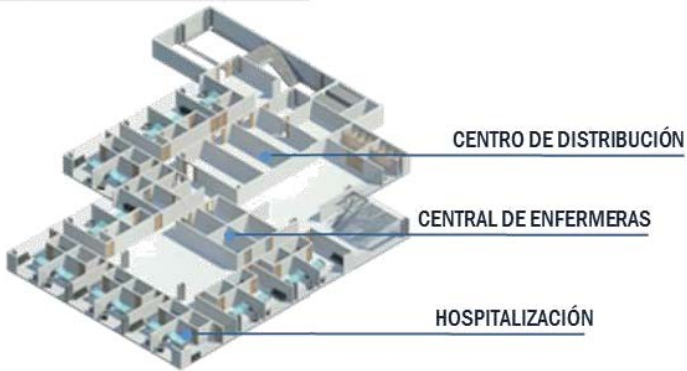 CENTRO DE DISTRIBUCIÓN
CENTRAL DE ENFERMERAS
HOSPITALIZACIÓN